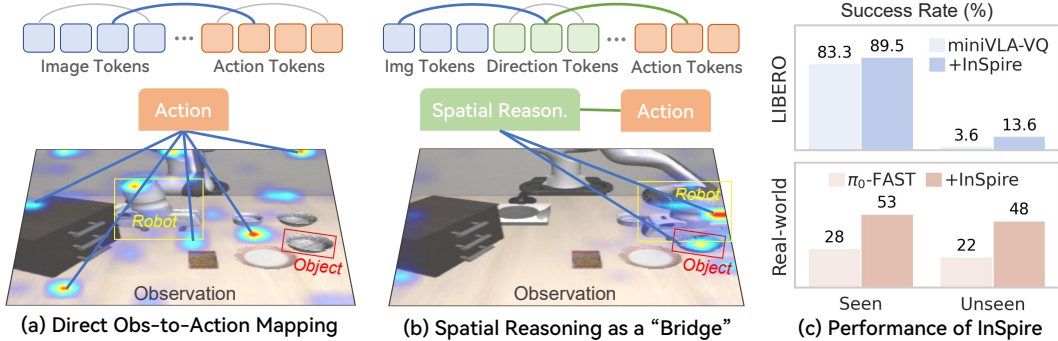 Image Tokens
...
Action Tokens
Action
Robot
Object
Observation
(a) Direct Obs-to-Action Mapping
Img Tokens
Direction Tokens
...
Action Tokens
Spatial Reason.
Action
Robot
Object
Observation
(b) Spatial Reasoning as a “Bridge”
Success Rate (%)
LIBERO
83.3
89.5
miniVLA-VQ
+InSpire
3.6
13.6
Real-world
π₀-FAST
+InSpire
28
53
22
48
Seen
Unseen
(c) Performance of InSpire